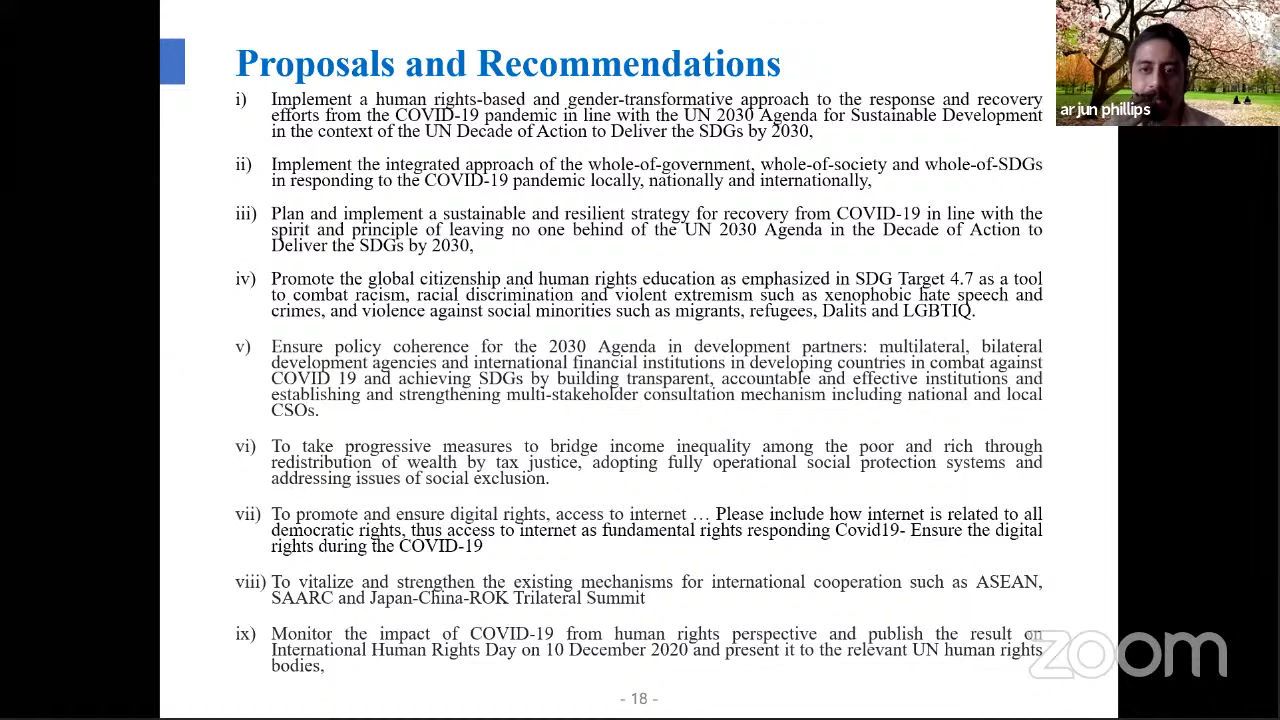 Proposals and Recommendations
i) Implement a human rights-based and gender-transformative approach to the response and recovery
efforts from the COVID-19 pandemic in line with the UN 2030 Agenda for Sustainable Development
in the context of the UN Decade of Action to Deliver the SDGs by 2030,
ii) Implement the integrated approach of the whole-of-government, whole-of-society and whole-of-SDGs
in responding to the COVID-19 pandemic locally, nationally and internationally,
iii) Plan and implement a sustainable and resilient strategy for recovery from COVID-19 in line with the
spirit and principle of leaving no one behind of the UN 2030 Agenda in the Decade of Action to
Deliver the SDGs by 2030,
iv) Promote the global citizenship and human rights education as emphasized in SDG Target 4.7 as a tool
to combat racism, racial discrimination and violent extremism such as xenophobic hate speech and
crimes, and violence against social minorities such as migrants, refugees, Dalits and LGBTIQ.
v) Ensure policy coherence for the 2030 Agenda in development partners: multilateral, bilateral
development agencies and international financial institutions in developing countries in combat against
COVID 19 and achieving SDGs by building transparent, accountable and effective institutions and
establishing and strengthening multi-stakeholder consultation mechanism including national and local
CSOs.
vi) To take progressive measures to bridge income inequality among the poor and rich through
redistribution of wealth by tax justice, adopting fully operational social protection systems and
addressing issues of social exclusion.
vii) To promote and ensure digital rights, access to internet … Please include how internet is related to all
democratic rights, thus access to internet as fundamental rights responding Covid19- Ensure the digital
rights during the COVID-19
viii) To vitalize and strengthen the existing mechanisms for international cooperation such as ASEAN,
SAARC and Japan-China-ROK Trilateral Summit
ix) Monitor the impact of COVID-19 from human rights perspective and publish the result on
International Human Rights Day on 10 December 2020 and present it to the relevant UN human rights
bodies,
- 18 -
arjun phillips
zoom